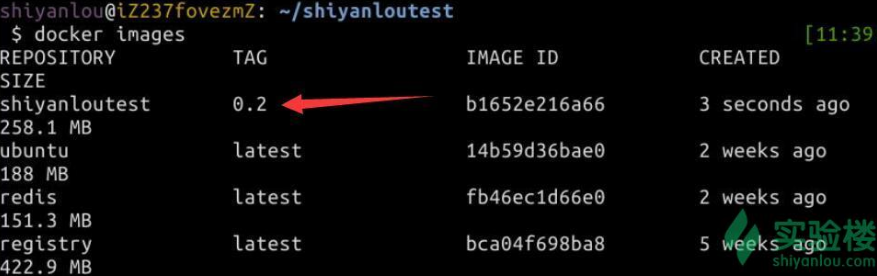 shiyanlou@iZ237fovezmZ: ~/shiyanloutest
$ docker images [11:39
REPOSITORY TAG IMAGE ID CREATED
SIZE
shiyanloutest 0.2 b1652e216a66 3 seconds ago
258.1 MB
ubuntu latest 14b59d36bae0 2 weeks ago
188 MB
redis latest fb46ec1d66e0 2 weeks ago
151.3 MB
registry latest bca04f698ba8 5 weeks ago
422.9 MB
实验楼
shiyanlou.com